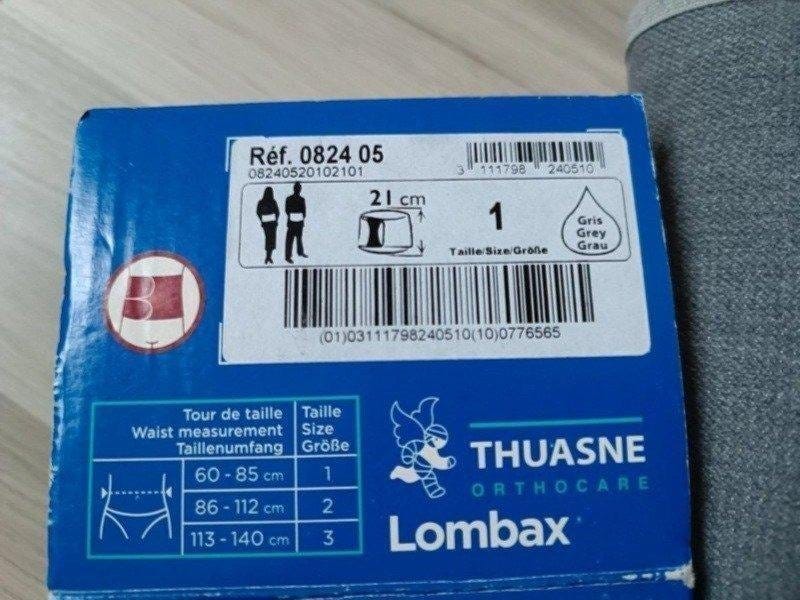 Réf. 0824 05
08240520102101
3 111798 240510
21 cm
1
Taille/Size/Größe
Gris
Grey
Grau
(01)03111798240510(10)0776565
Tour de taille
Waist measurement
Taillenumfang
Taille
Size
Größe
60 - 85 cm 1
86 - 112 cm 2
113 - 140 cm 3
THUASNE
ORTHOCARE
Lombax